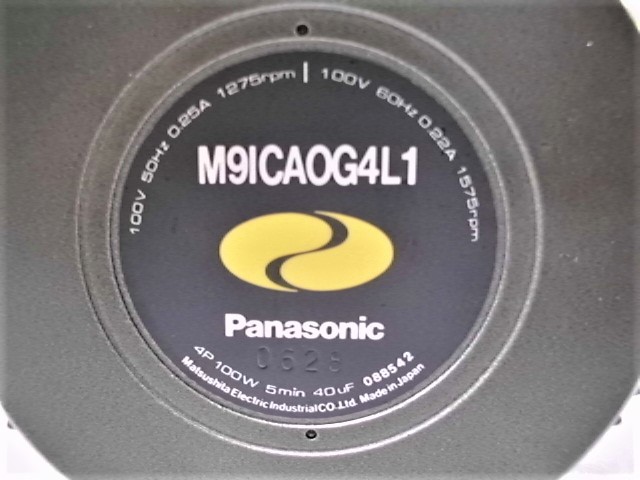 100V 50Hz 0.25A 1275rpm | 100V 60Hz 0.22A 1575rpm
M9ICAOG4L1
Panasonic
4P 100W 5min 40uF 088542
Matsushita Electric Industrial CO.,Ltd. Made in Japan